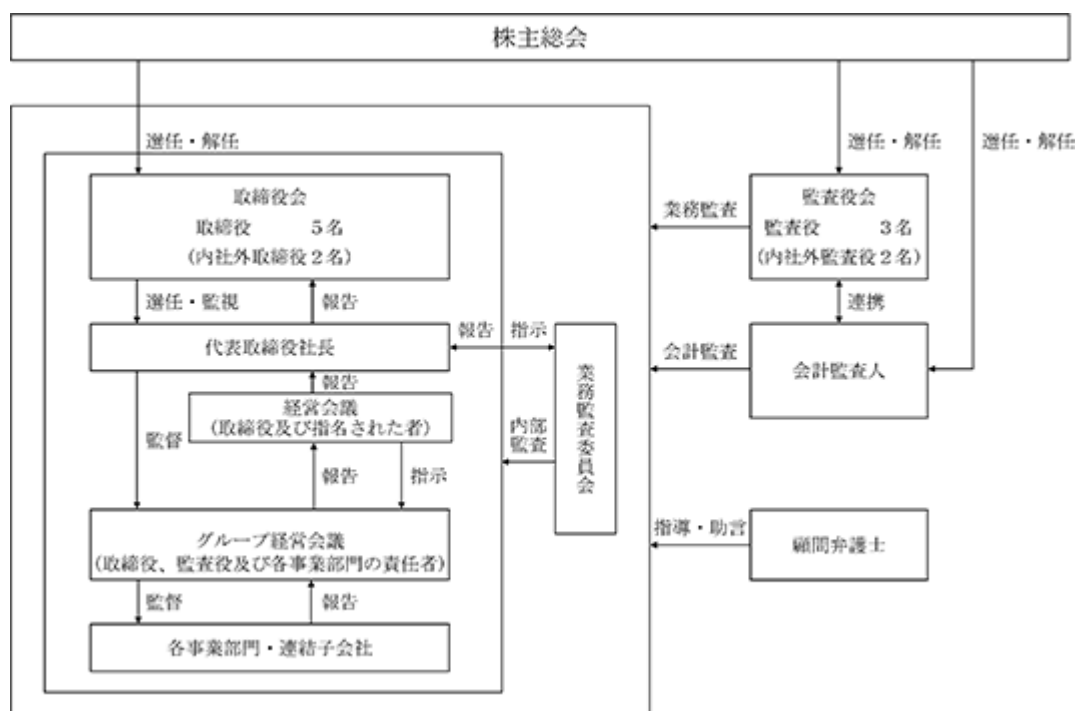 株主総会
選任・解任
選任・解任
選任・解任
取締役会
取締役 5名
(内社外取締役2名)
業務監査
監査役会
監査役 3名
(内社外監査役2名)
選任・監視
報告
連携
代表取締役社長
報告
指示
会計監査
会計監査人
報告
経営会議
(取締役及び指名された者)
業務監査委員会
監督
内部
監査
報告
指示
グループ経営会議
(取締役、監査役及び各事業部門の責任者)
指導・助言
顧問弁護士
監督
報告
各事業部門・連結子会社